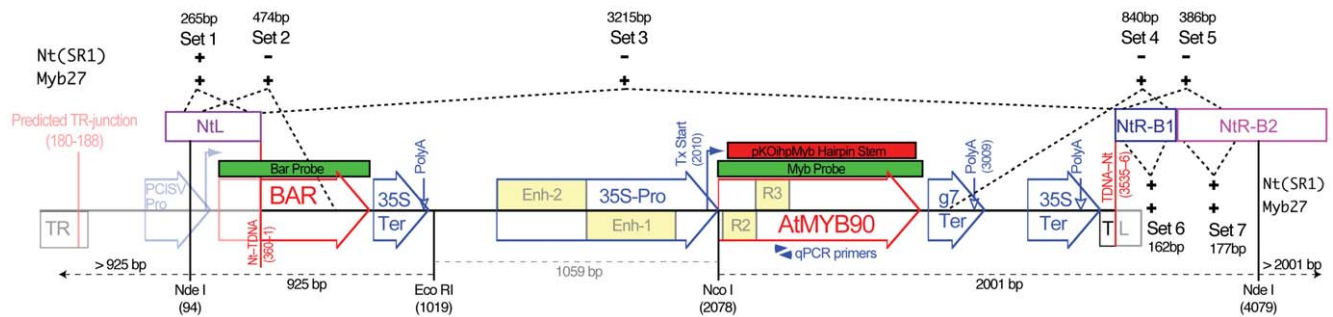 265bp 474bp 3215bp 840bp 386bp
Set 1 Set 2 Set 3 Set 4 Set 5
Nt(SR1) + - - - -
Myb27 + + + + +
Predicted TR-junction
(180-188)
NtL
NtR-B1
NtR-B2
Tx Start
(2010)
pKOihpMyb Hairpin Stem
Bar Probe
Myb Probe
PolyA
PolyA
(3009)
PolyA
TDNA-Nt
(3535-6)
PCISV
Pro
BAR
35S
Ter
Enh-2
35S-Pro
Enh-1
R3
R2
AtMYB90
g7
Ter
35S
Ter
TR
T L
Nt-TDNA
(360-1)
qPCR primers
+ + Nt(SR1)
+ + Myb27
Set 6 Set 7
162bp 177bp
> 925 bp
925 bp
1059 bp
2001 bp
> 2001 bp
Nde I
(94)
Eco RI
(1019)
Nco I
(2078)
Nde I
(4079)